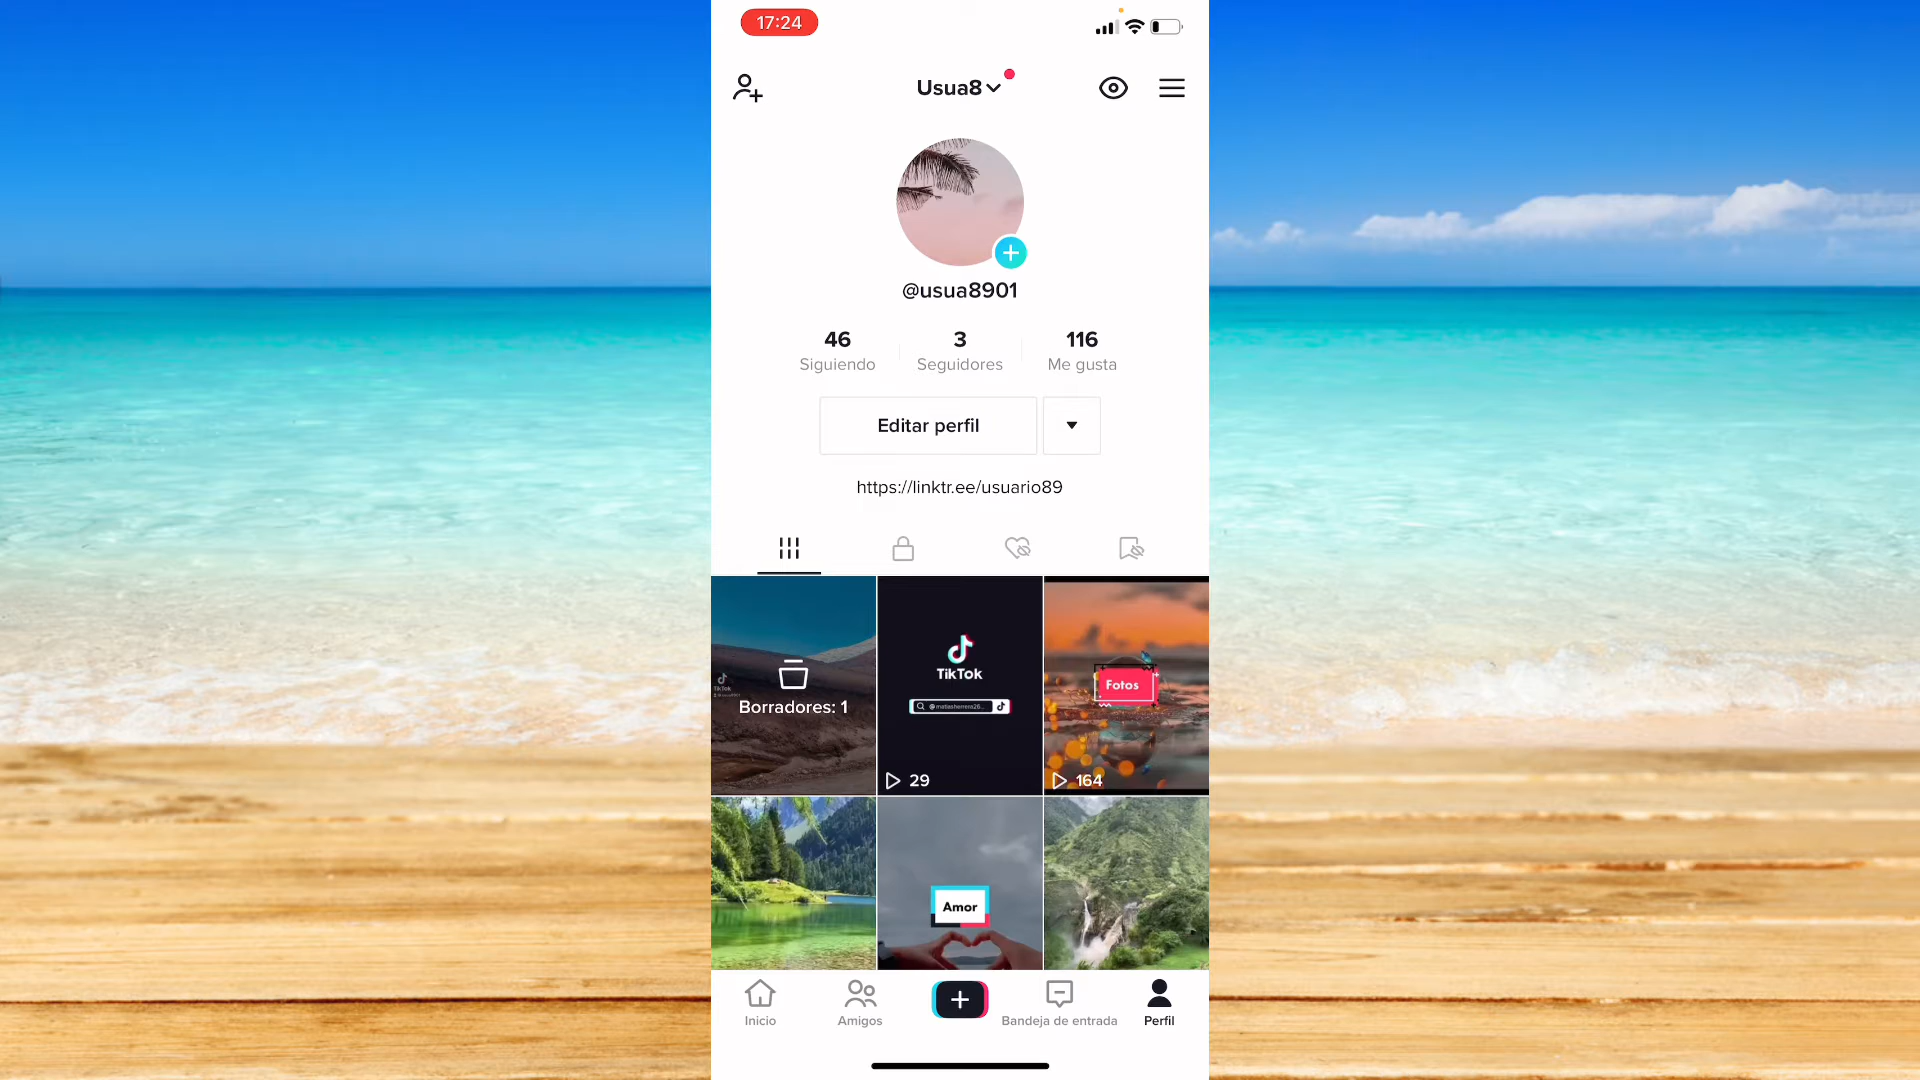 17:24
Usua8
@usua8901
46 3 116
Siguiendo Seguidores Me gusta
Editar perfil
https://linktr.ee/usuario89
TikTok
Borradores: 1
TikTok
29
Fotos
164
Amor
Inicio Amigos Bandeja de entrada Perfil